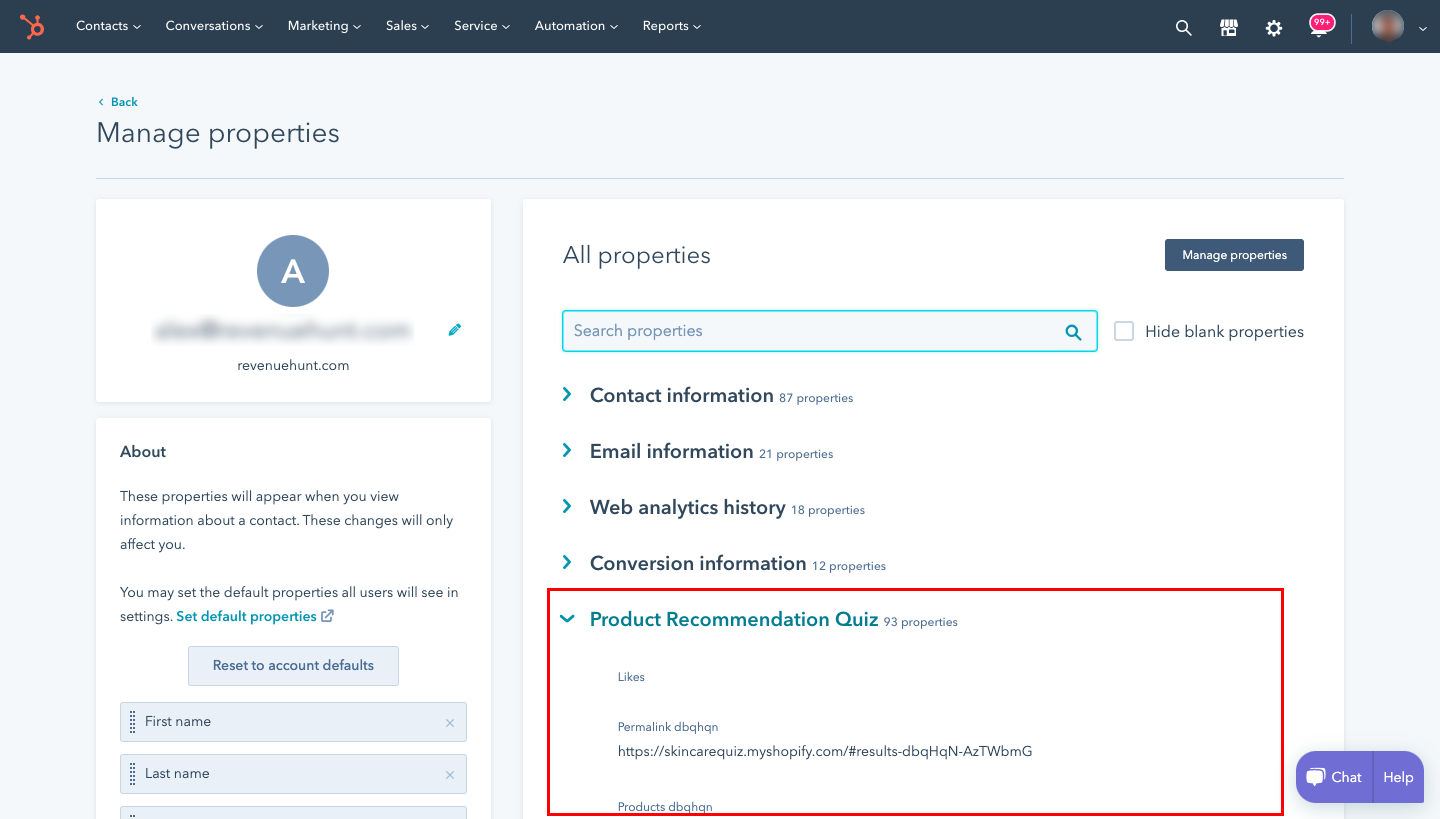 Contacts
Conversations
Marketing
Sales
Service
Automation
Reports
99+
Back
Manage properties
A
revenuehunt.com
About
These properties will appear when you view
information about a contact. These changes will only
affect you.
You may set the default properties all users will see in
settings. Set default properties
Reset to account defaults
First name
Last name
All properties
Manage properties
Search properties
Hide blank properties
Contact information 87 properties
Email information 21 properties
Web analytics history 18 properties
Conversion information 12 properties
Product Recommendation Quiz 93 properties
Likes
Permalink dbqhqn
https://skincarequiz.myshopify.com/#results-dbqHqN-AzTWbmG
Products dbqhqn
Chat
Help